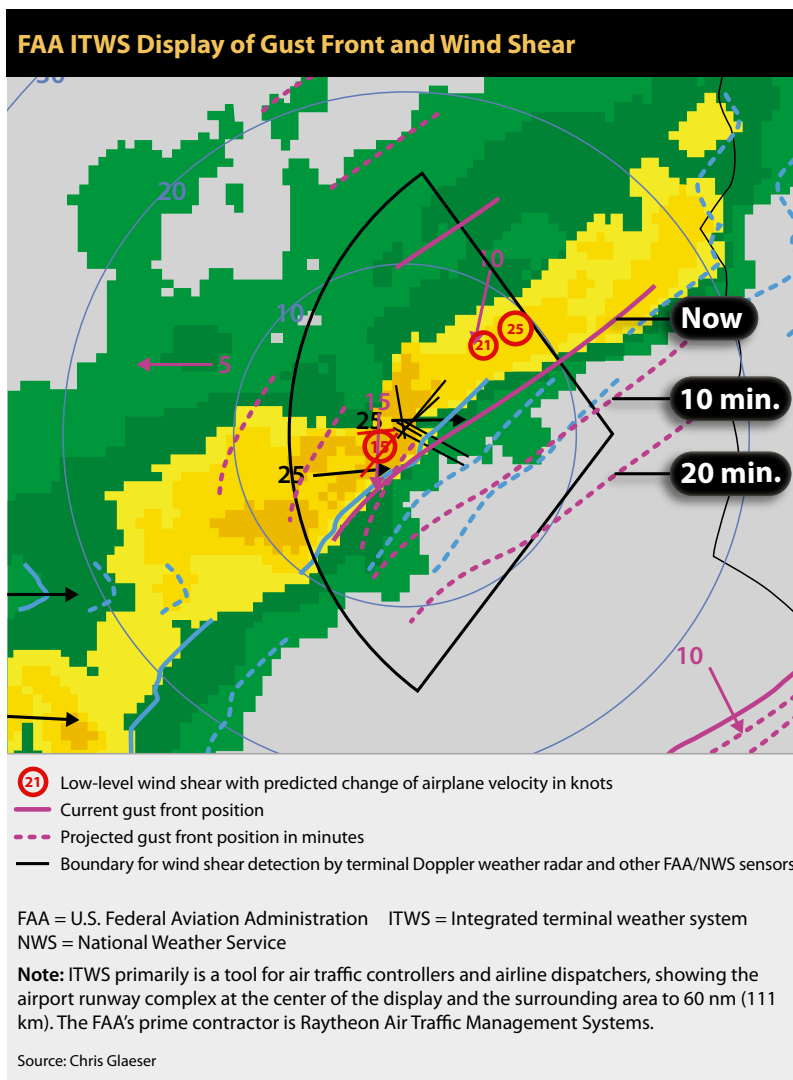 FAA ITWS Display of Gust Front and Wind Shear
20
10
10
25
21
Now
5
15
25
15
10 min.
25
20 min.
10
21 Low-level wind shear with predicted change of airplane velocity in knots
Current gust front position
Projected gust front position in minutes
Boundary for wind shear detection by terminal Doppler weather radar and other FAA/NWS sensors
FAA = U.S. Federal Aviation Administration ITWS = Integrated terminal weather system
NWS = National Weather Service
Note: ITWS primarily is a tool for air traffic controllers and airline dispatchers, showing the
airport runway complex at the center of the display and the surrounding area to 60 nm (111
km). The FAA’s prime contractor is Raytheon Air Traffic Management Systems.
Source: Chris Glaeser